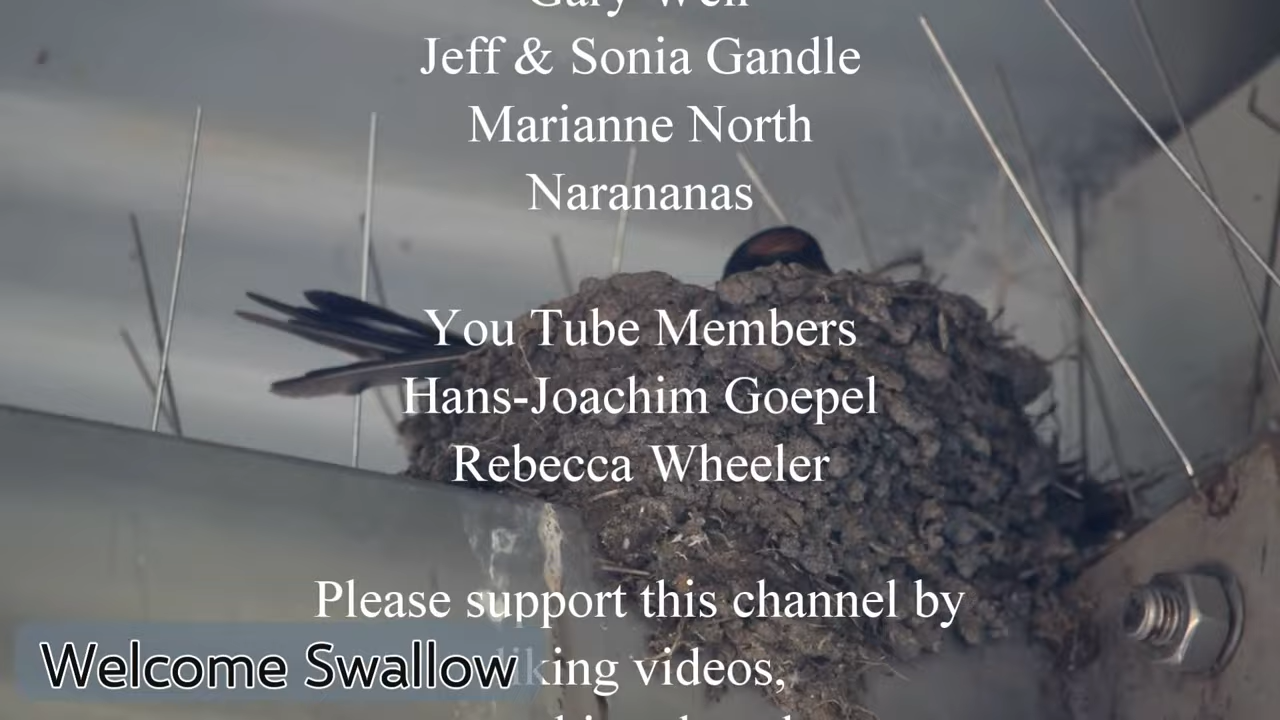 Jeff & Sonia Gandle
Marianne North
Narananas
You Tube Members
Hans-Joachim Goepel
Rebecca Wheeler
Please support this channel by
liking videos,
Welcome Swallow